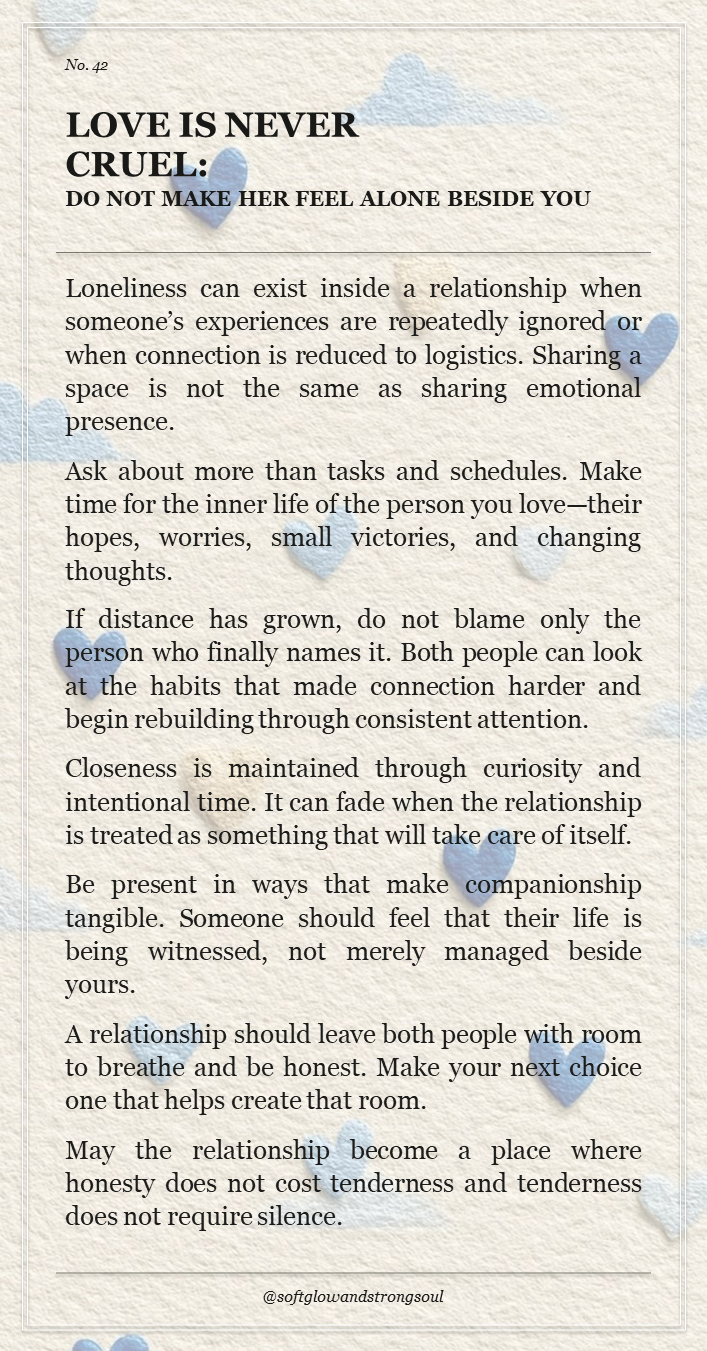 No. 42
LOVE IS NEVER
CRUEL:
DO NOT MAKE HER FEEL ALONE BESIDE YOU
Loneliness can exist inside a relationship when
someone’s experiences are repeatedly ignored or
when connection is reduced to logistics. Sharing a
space is not the same as sharing emotional
presence.
Ask about more than tasks and schedules. Make
time for the inner life of the person you love—their
hopes, worries, small victories, and changing
thoughts.
If distance has grown, do not blame only the
person who finally names it. Both people can look
at the habits that made connection harder and
begin rebuilding through consistent attention.
Closeness is maintained through curiosity and
intentional time. It can fade when the relationship
is treated as something that will take care of itself.
Be present in ways that make companionship
tangible. Someone should feel that their life is
being witnessed, not merely managed beside
yours.
A relationship should leave both people with room
to breathe and be honest. Make your next choice
one that helps create that room.
May the relationship become a place where
honesty does not cost tenderness and tenderness
does not require silence.
@softglowandstrongsoul